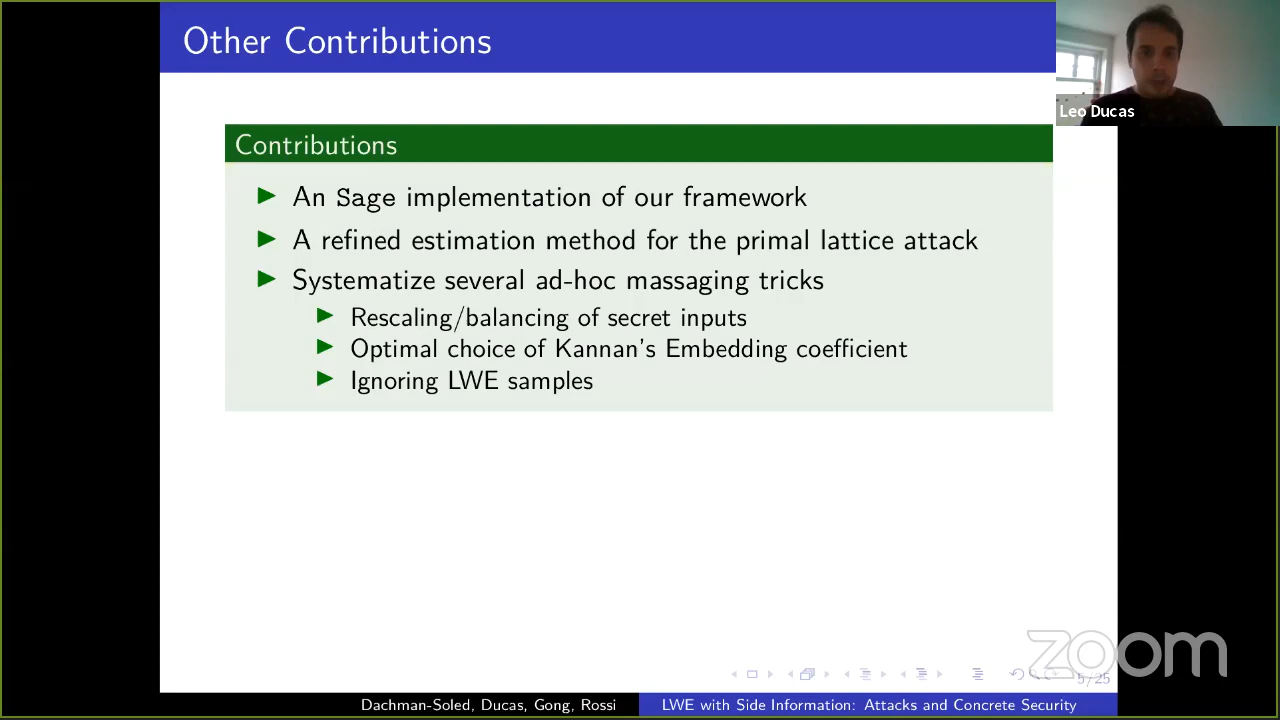 Other Contributions
Leo Ducas
Contributions
An Sage implementation of our framework
A refined estimation method for the primal lattice attack
Systematize several ad-hoc massaging tricks
Rescaling/balancing of secret inputs
Optimal choice of Kannan's Embedding coefficient
Ignoring LWE samples
zoom
5/25
Dachman-Soled, Ducas, Gong, Rossi
LWE with Side Information: Attacks and Concrete Security